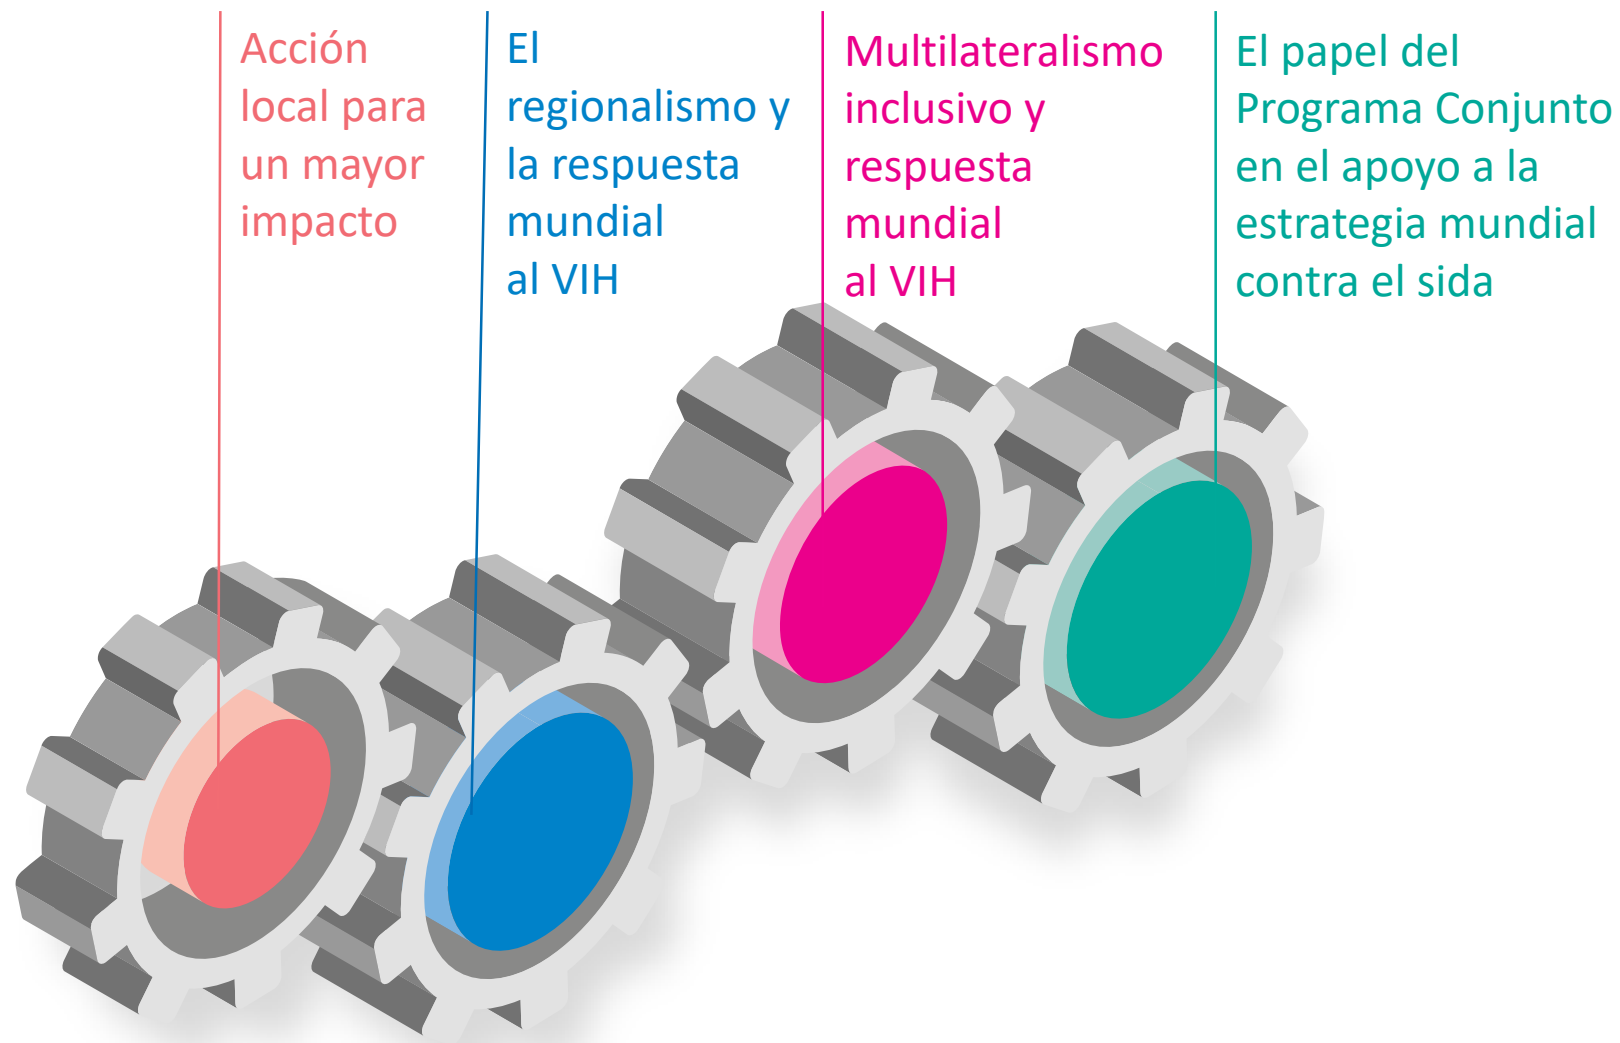 Acción
local para
un mayor
impacto
El
regionalismo y
la respuesta
mundial
al VIH
Multilateralismo
inclusivo y
respuesta
mundial
al VIH
El papel del
Programa Conjunto
en el apoyo a la
estrategia mundial
contra el sida